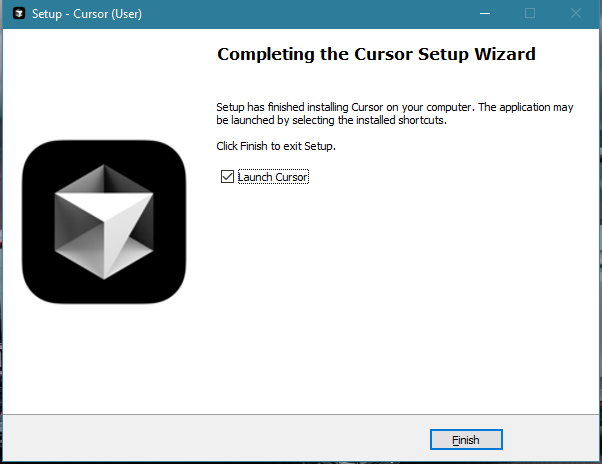 Setup - Cursor (User)
Completing the Cursor Setup Wizard
Setup has finished installing Cursor on your computer. The application may
be launched by selecting the installed shortcuts.
Click Finish to exit Setup.
Launch Cursor
Finish